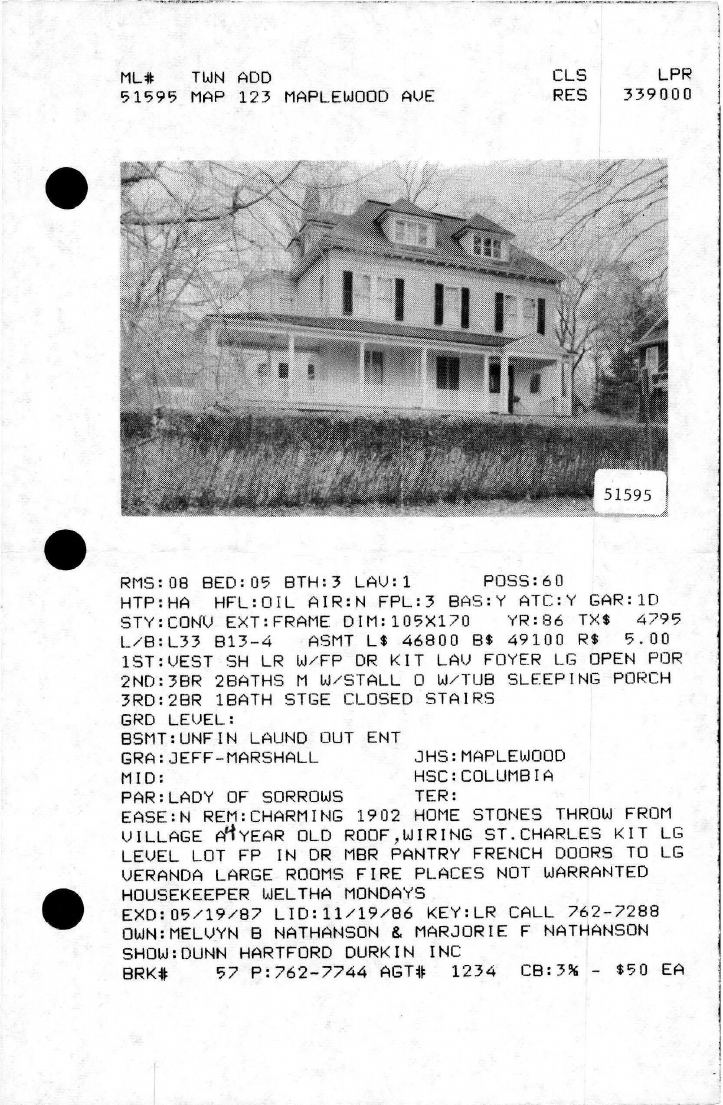 ML# TWN ADD CLS LPR
51595 MAP 123 MAPLEWOOD AVE RES 339000
51595
RMS:08 BED:05 BTH:3 LAV:1 POSS:60
HTP:HA HFL:OIL AIR:N FPL:3 BAS:Y ATC:Y GAR:1D
STY:CONV EXT:FRAME DIM:105X170 YR:86 TX$ 4795
L/B:L33 B13-4 ASMT L$ 46800 B$ 49100 R$ 5.00
1ST:VEST SH LR W/FP DR KIT LAV FOYER LG OPEN POR
2ND:3BR 2BATHS M W/STALL O W/TUB SLEEPING PORCH
3RD:2BR 1BATH STGE CLOSED STAIRS
GRD LEVEL:
BSMT:UNFIN LAUND OUT ENT
GRA:JEFF-MARSHALL JHS:MAPLEWOOD
MID: HSC:COLUMBIA
PAR:LADY OF SORROWS TER:
EASE:N REM:CHARMING 1902 HOME STONES THROW FROM
VILLAGE A 4 YEAR OLD ROOF,WIRING ST.CHARLES KIT LG
LEVEL LOT FP IN DR MBR PANTRY FRENCH DOORS TO LG
VERANDA LARGE ROOMS FIRE PLACES NOT WARRANTED
HOUSEKEEPER WELTHA MONDAYS
EXD:05/19/87 LID:11/19/86 KEY:LR CALL 762-7288
OWN:MELVYN B NATHANSON & MARJORIE F NATHANSON
SHOW:DUNN HARTFORD DURKIN INC
BRK# 57 P:762-7744 AGT# 1234 CB:3% - $50 EA